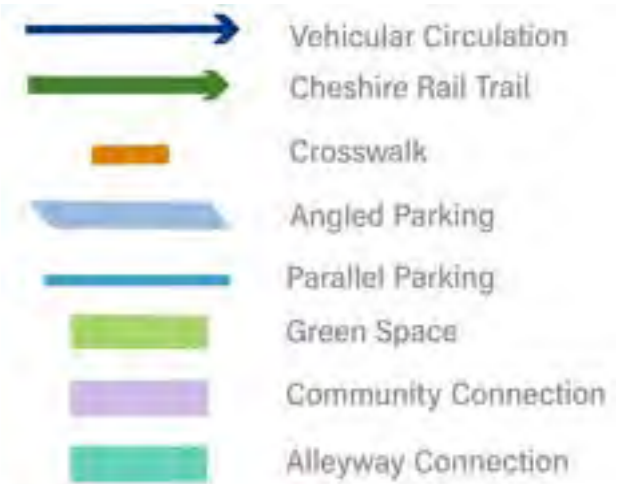 Vehicular Circulation
Cheshire Rail Trail
Crosswalk
Angled Parking
Parallel Parking
Green Space
Community Connection
Alleyway Connection